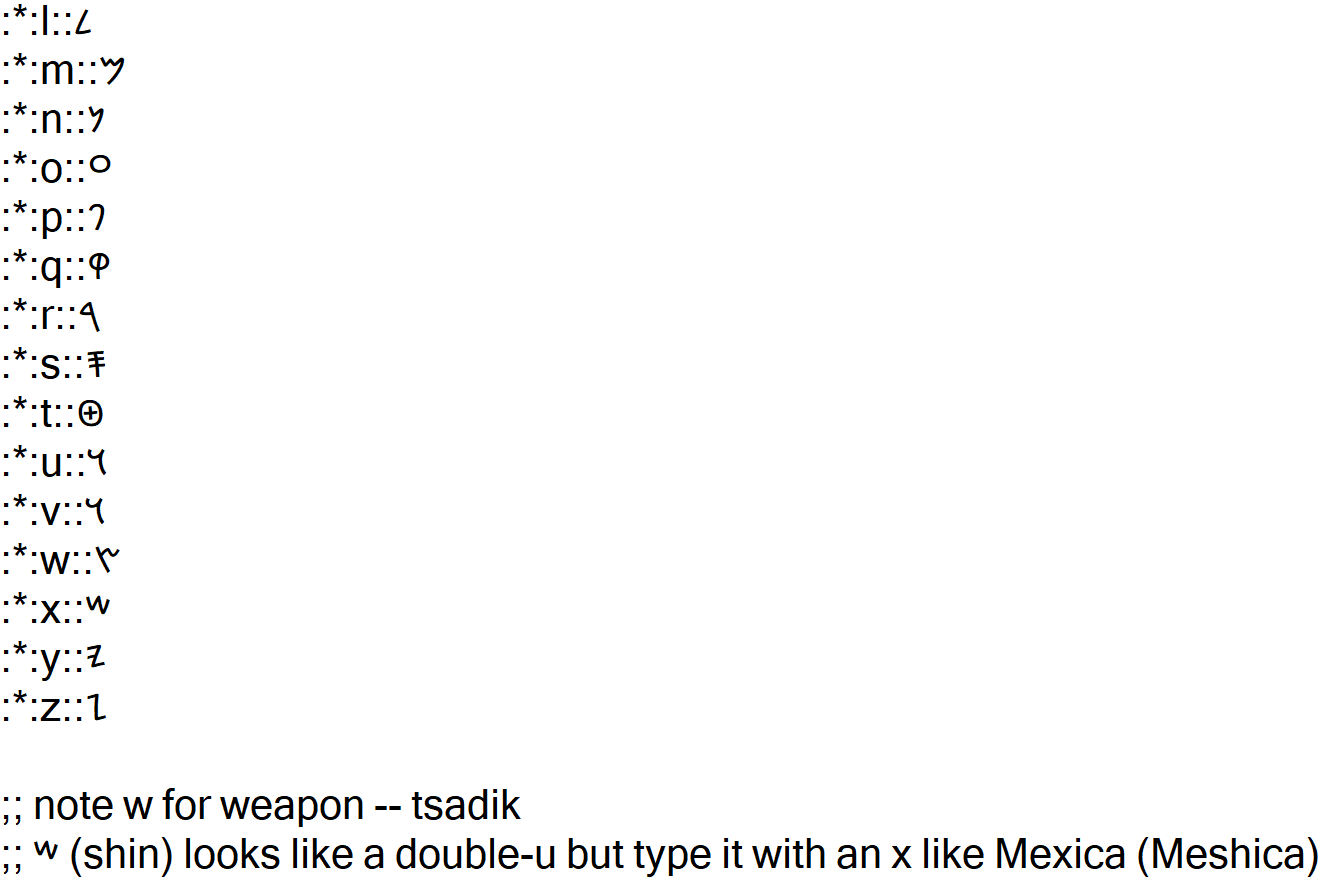 :*:l::𐤋
:*:m::𐤌
:*:n::𐤍
:*:o::𐤏
:*:p::𐤐
:*:q::𐤒
:*:r::𐤓
:*:s::𐤎
:*:t::𐤈
:*:u::𐤅
:*:v::𐤅
:*:w::𐤑
:*:x::𐤔
:*:y::𐤉
:*:z::𐤆
;; note w for weapon -- tsadik
;; 𐤔 (shin) looks like a double-u but type it with an x like Mexica (Meshica)